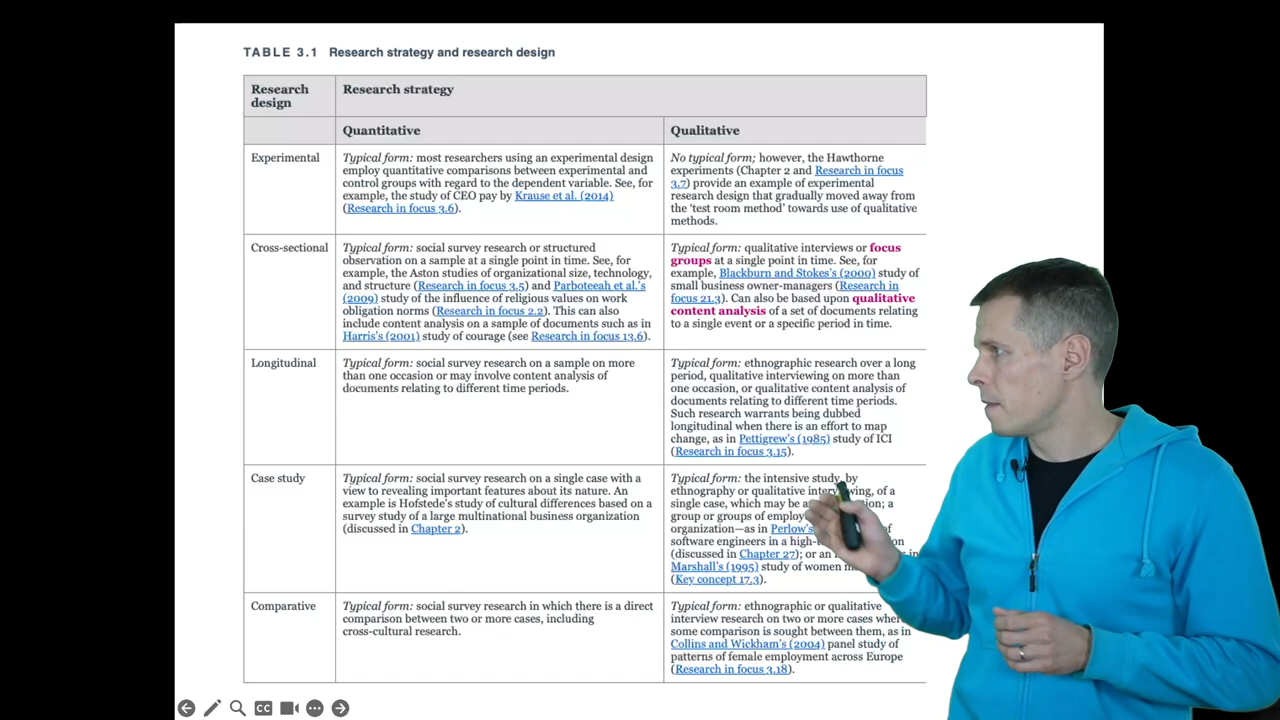 TABLE 3.1 Research strategy and research design
Research
design
Research strategy
Quantitative
Qualitative
Experimental
Typical form: most researchers using an experimental design
employ quantitative comparisons between experimental and
control groups with regard to the dependent variable. See, for
example, the study of CEO pay by Krause et al. (2014)
(Research in focus 3.6).
No typical form; however, the Hawthorne
experiments (Chapter 2 and Research in focus
3.7) provide an example of experimental
research design that gradually moved away from
the 'test room method' towards use of qualitative
methods.
Cross-sectional
Typical form: social survey research or structured
observation on a sample at a single point in time. See, for
example, the Aston studies of organizational size, technology,
and structure (Research in focus 3.5) and Parboteeah et al.'s
(2009) study of the influence of religious values on work
obligation norms (Research in focus 2.2). This can also
include content analysis on a sample of documents such as in
Harris's (2001) study of courage (see Research in focus 13.6).
Typical form: qualitative interviews or focus
groups at a single point in time. See, for
example, Blackburn and Stokes's (2000) study of
small business owner-managers (Research in
focus 21.3). Can also be based upon qualitative
content analysis of a set of documents relating
to a single event or a specific period in time.
Longitudinal
Typical form: social survey research on a sample on more
than one occasion or may involve content analysis of
documents relating to different time periods.
Typical form: ethnographic research over a long
period, qualitative interviewing on more than
one occasion, or qualitative content analysis of
documents relating to different time periods.
Such research warrants being dubbed
longitudinal when there is an effort to map
change, as in Pettigrew's (1985) study of ICI
(Research in focus 3.15).
Case study
Typical form: social survey research on a single case with a
view to revealing important features about its nature. An
example is Hofstede's study of cultural differences based on a
survey study of a large multinational business organization
(discussed in Chapter 2).
Typical form: the intensive study by
ethnography or qualitative interviewing, of a
single case, which may be a
group or groups of
organization—as in Perlow's of
software engineers in a
(discussed in Chapter 27); or an in
Marshall's (1995) study of women
(Key concept 17.3).
Comparative
Typical form: social survey research in which there is a direct
comparison between two or more cases, including
cross-cultural research.
Typical form: ethnographic or qualitative
interview research on two or more cases where
some comparison is sought between them, as in
Collins and Wickham's (2004) panel study of
patterns of female employment across Europe
(Research in focus 3.18).
CC